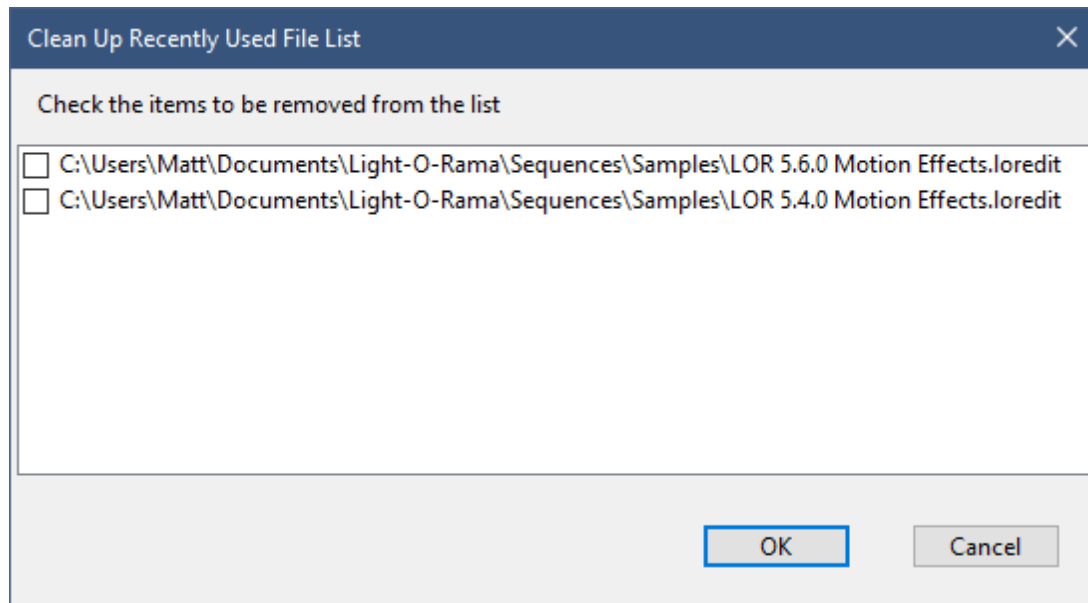 Clean Up Recently Used File List
Check the items to be removed from the list
C:\Users\Matt\Documents\Light-O-Rama\Sequences\Samples\LOR 5.6.0 Motion Effects.loredit
C:\Users\Matt\Documents\Light-O-Rama\Sequences\Samples\LOR 5.4.0 Motion Effects.loredit
OK Cancel